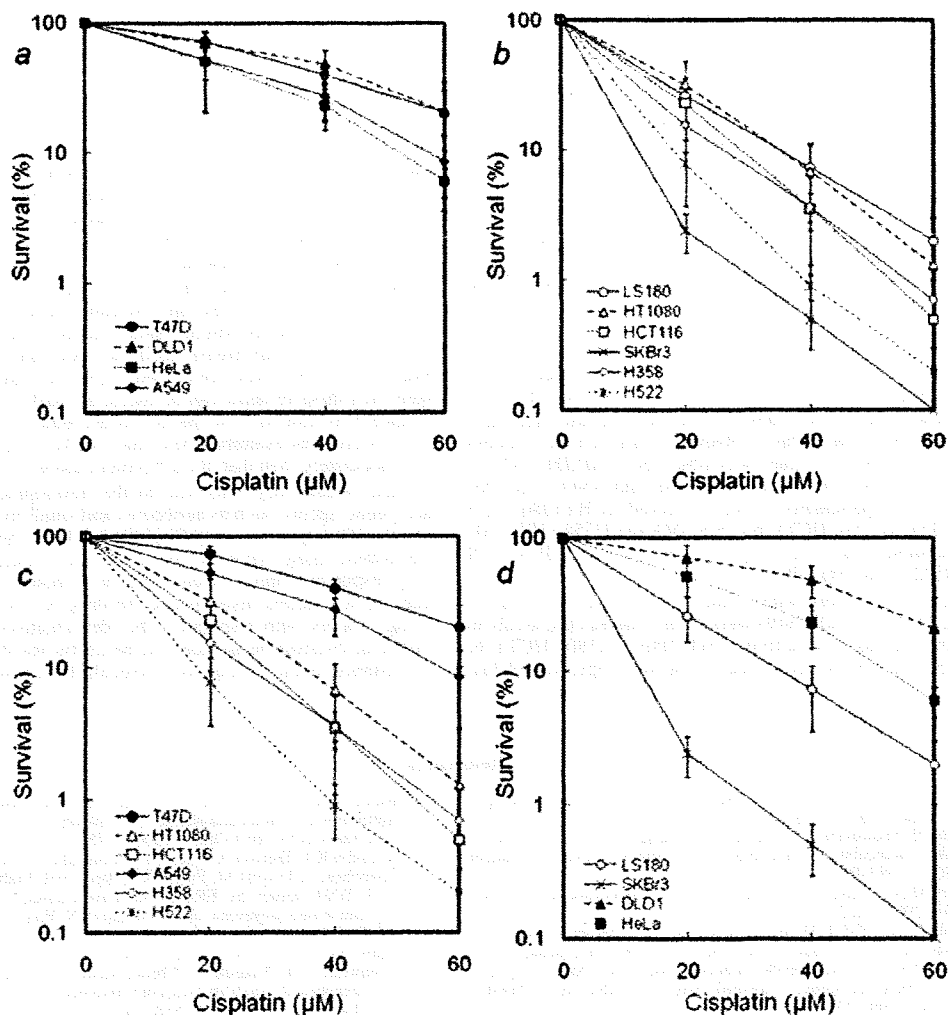 a
100
10
1
0.1
Survival (%)
T47D
DLD1
HeLa
A549
0 20 40 60
Cisplatin (µM)
b
100
10
1
0.1
Survival (%)
LS180
HT1080
HCT116
SKBr3
H358
H522
0 20 40 60
Cisplatin (µM)
c
100
10
1
0.1
Survival (%)
T47D
HT1080
HCT116
A549
H358
H522
0 20 40 60
Cisplatin (µM)
d
100
10
1
0.1
Survival (%)
LS180
SKBr3
DLD1
HeLa
0 20 40 60
Cisplatin (µM)